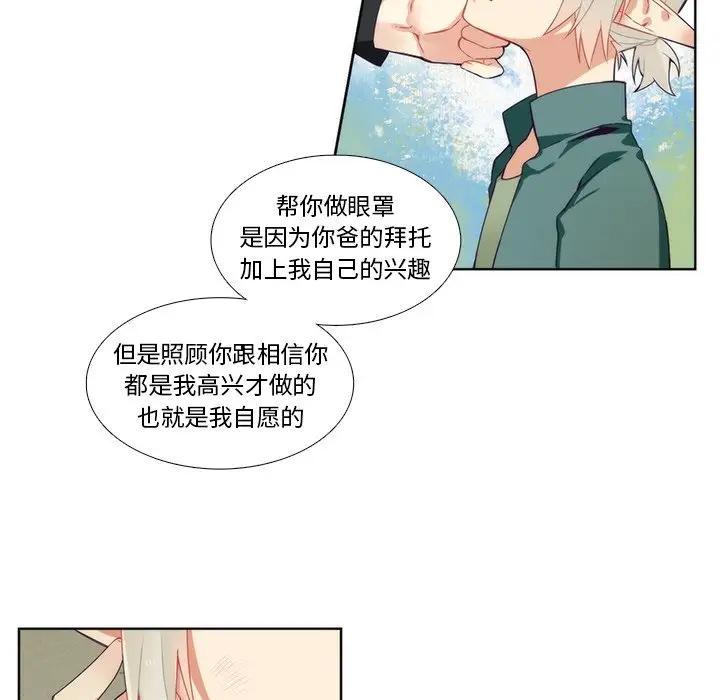 帮你做眼罩
是因为你爸的拜托
加上我自己的兴趣
但是照顾你跟相信你
都是我高兴才做的
也就是我自愿的